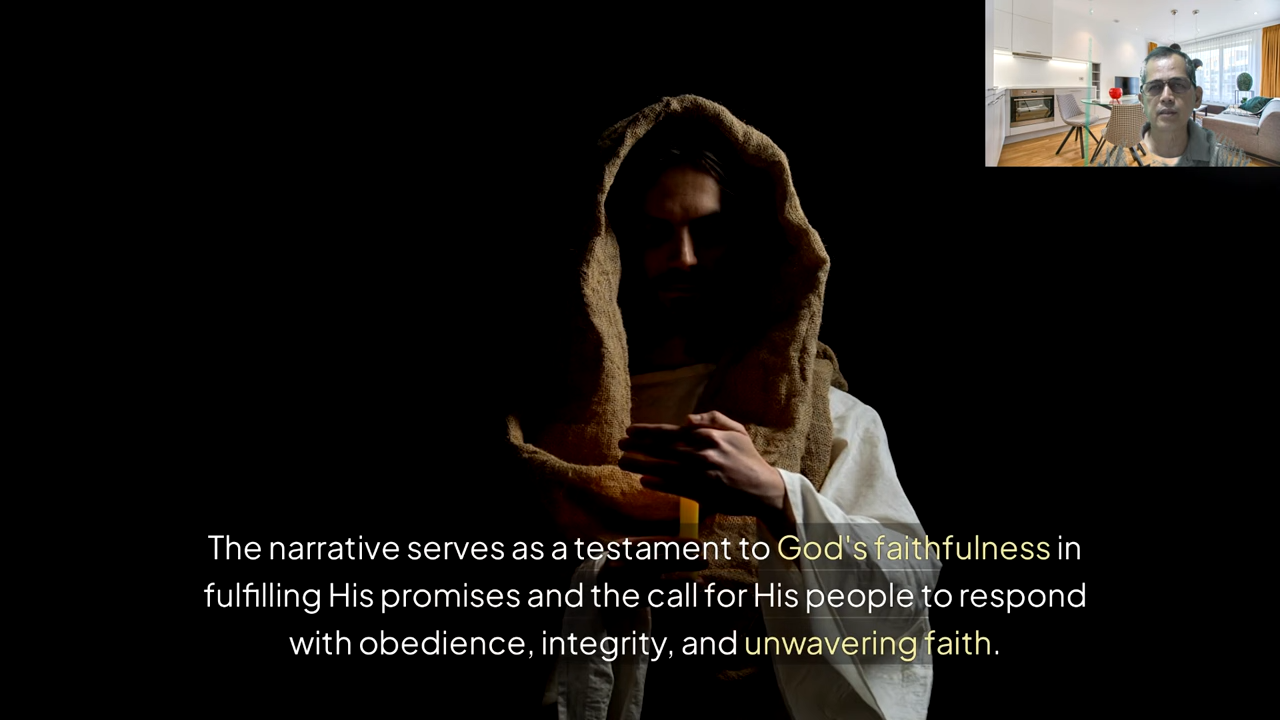 The narrative serves as a testament to God's faithfulness in
fulfilling His promises and the call for His people to respond
with obedience, integrity, and unwavering faith.